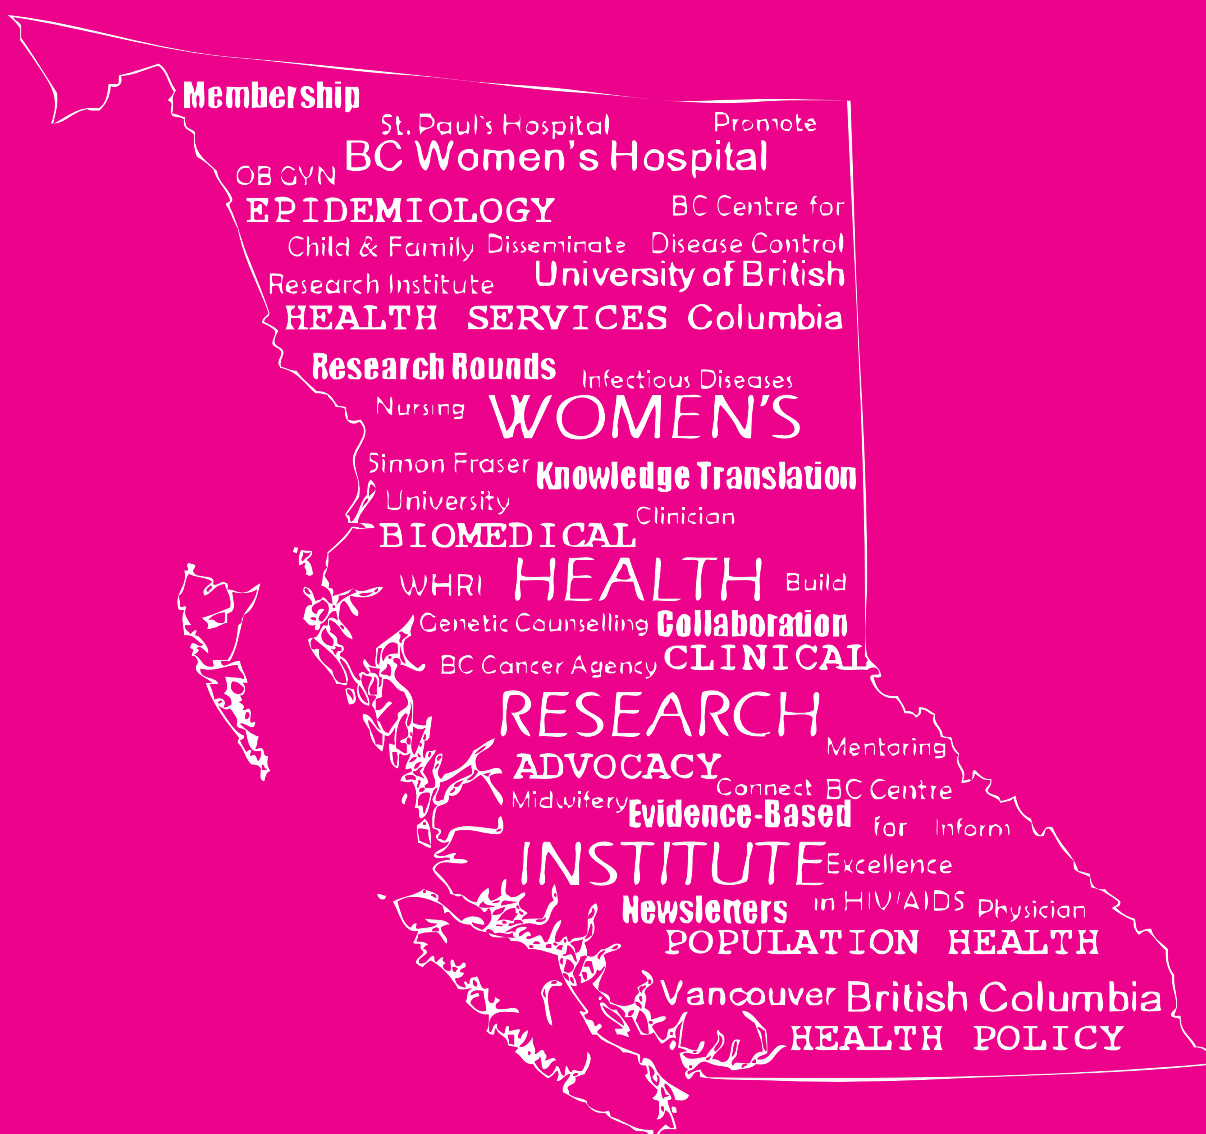 Membership
St. Paul's Hospital Promote
BC Women's Hospital
OB GYN
EPIDEMIOLOGY BC Centre for
Child & Family Disseminate Disease Control
Research Institute University of British
HEALTH SERVICES Columbia
Research Rounds Infectious Diseases
Nursing WOMEN'S
Simon Fraser Knowledge Translation
University Clinician
BIOMEDICAL
WHRI HEALTH Build
Genetic Counselling Collaboration
BC Cancer Agency CLINICAL
RESEARCH
Mentoring
ADVOCACY
Connect BC Centre
Midwifery Evidence-Based for Inform
INSTITUTE Excellence
Newsletters in HIV/AIDS Physician
POPULATION HEALTH
Vancouver British Columbia
HEALTH POLICY